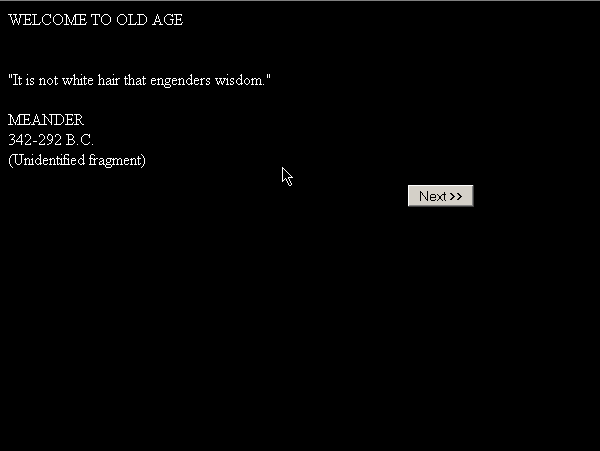 WELCOME TO OLD AGE
"It is not white hair that engenders wisdom."
MEANDER
342-292 B.C.
(Unidentified fragment)
Next >>